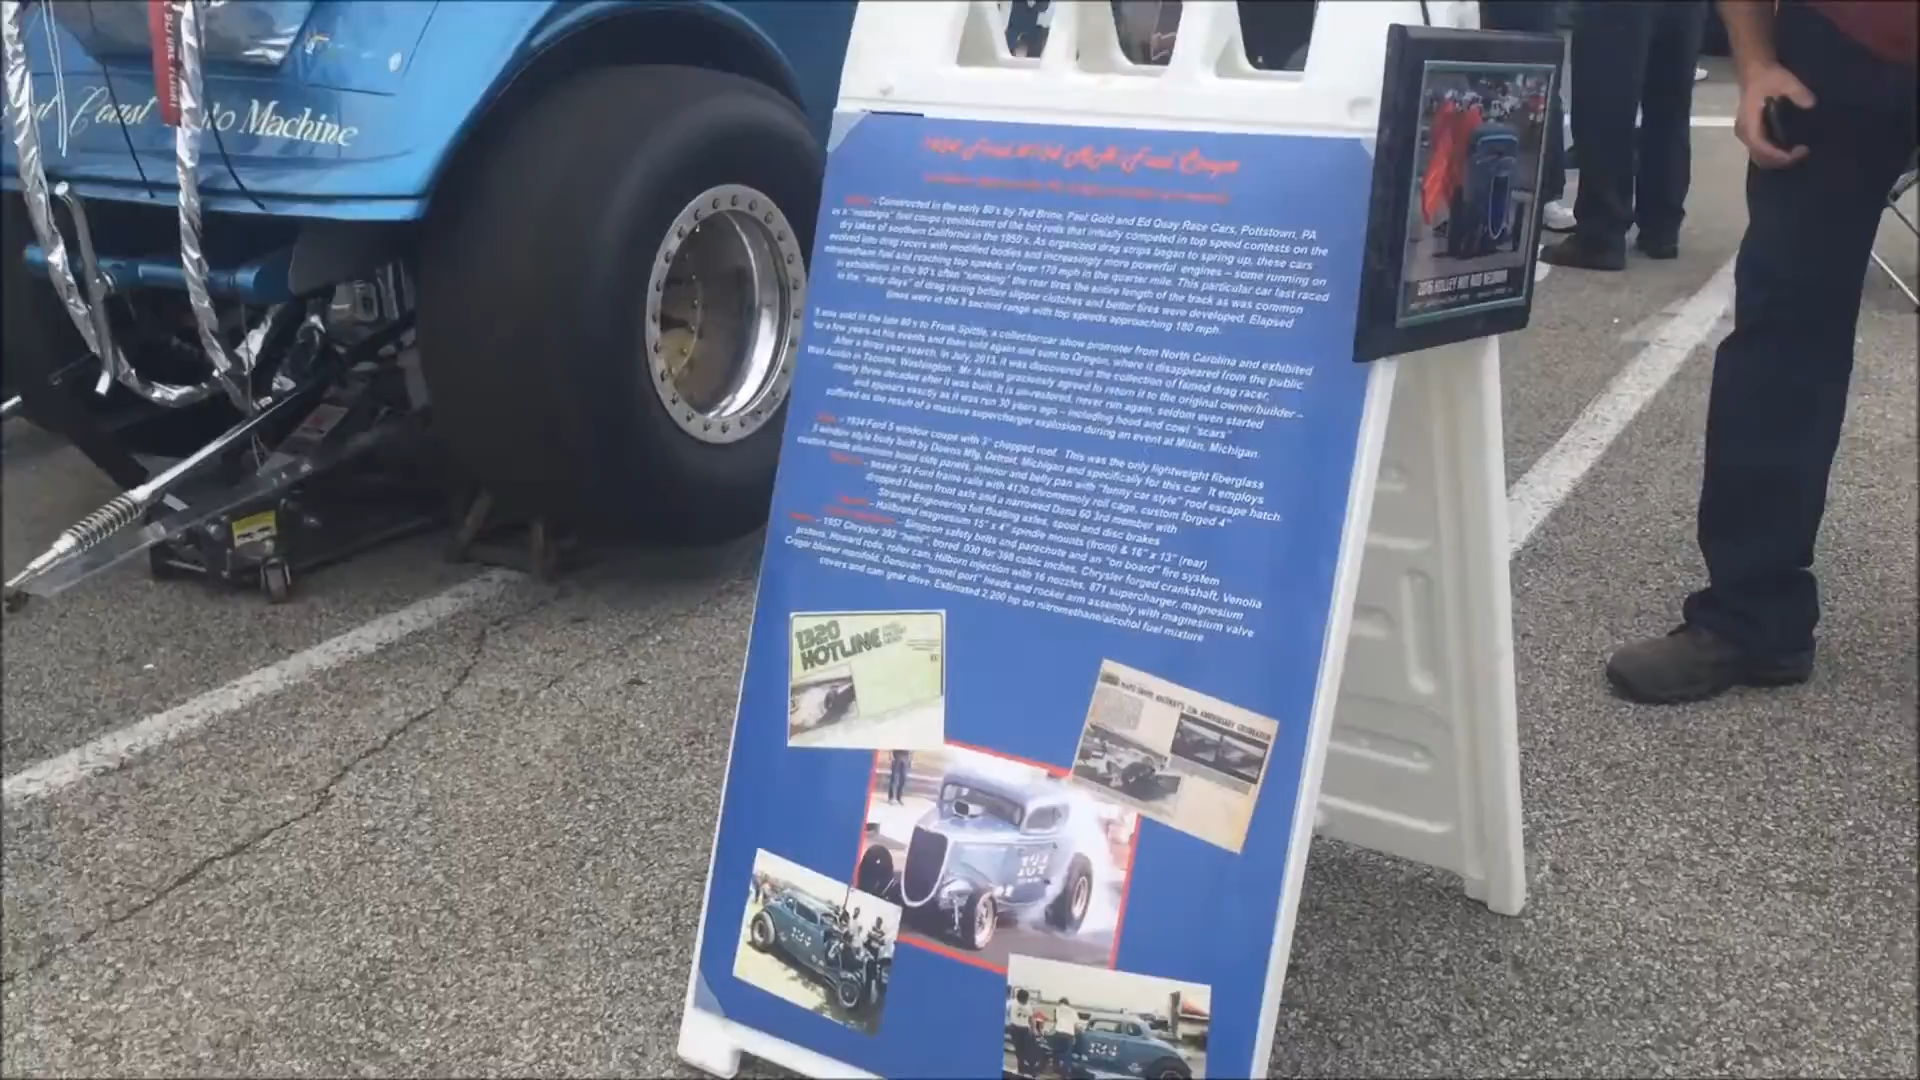 Coast Auto Machine
1934 Ford #734 AA Fuel Coupe
- Constructed in the early 80's by Ted Brine, Paul Gold and Ed Quay Race Cars, Pottstown, PA
as a "nostalgia" fuel coupe reminiscent of the hot rods that initially competed in top speed contests on the
dry lakes of southern California in the 1950's. As organized drag strips began to spring up, these cars
evolved into drag racers with modified bodies and increasingly more powerful engines – some running on
nitromethane fuel and reaching top speeds of over 170 mph in the quarter mile. This particular car last raced
in exhibitions in the 80's often "smoking" the rear tires the entire length of the track as was common
in the "early days" of drag racing before slipper clutches and better tires were developed. Elapsed
times were in the 8 second range with top speeds approaching 180 mph.
It was sold in the late 80's to Frank Spittle, a collector/car show promoter from North Carolina and exhibited
for a few years at his events and then sold again and sent to Oregon, where it disappeared from the public.
After a three year search, in July, 2013, it was discovered in the collection of famed drag racer,
Walt Austin in Tacoma, Washington. Mr. Austin graciously agreed to return it to the original owner/builder –
nearly three decades after it was built. It is unrestored, never run again, seldom even started
and appears exactly as it was run 30 years ago – including hood and cowl "scars"
suffered as the result of a massive supercharger explosion during an event at Milan, Michigan.
– 1934 Ford 5 window coupe with 3" chopped roof. This was the only lightweight fiberglass
5 window style body built by Downs Mfg, Detroit, Michigan and specifically for this car. It employs
custom made aluminum hood side panels, interior and belly pan with "funny car style" roof escape hatch.
– boxed '34 Ford frame rails with 4130 chromemoly roll cage, custom forged 4"
dropped I beam front axle and a narrowed Dana 60 3rd member with
Strange Engineering full floating axles, spool and disc brakes
– Halibrand magnesium 15" x 4" spindle mounts (front) & 16" x 13" (rear)
– Simpson safety belts and parachute and an "on board" fire system
– 1957 Chrysler 392 "hemi", bored .030 for 398 cubic inches. Chrysler forged crankshaft, Venolia
pistons, Howard rods, roller cam, Hilborn injection with 16 nozzles, 871 supercharger, magnesium
Cragar blower manifold, Donovan "tunnel port" heads and rocker arm assembly with magnesium valve
covers and cam gear drive. Estimated 2,200 hp on nitromethane/alcohol fuel mixture
1320
HOTLINE
ANNIVERSARY CELEBRATION
734
734
734
2016 HOLLEY HOT ROD REUNION